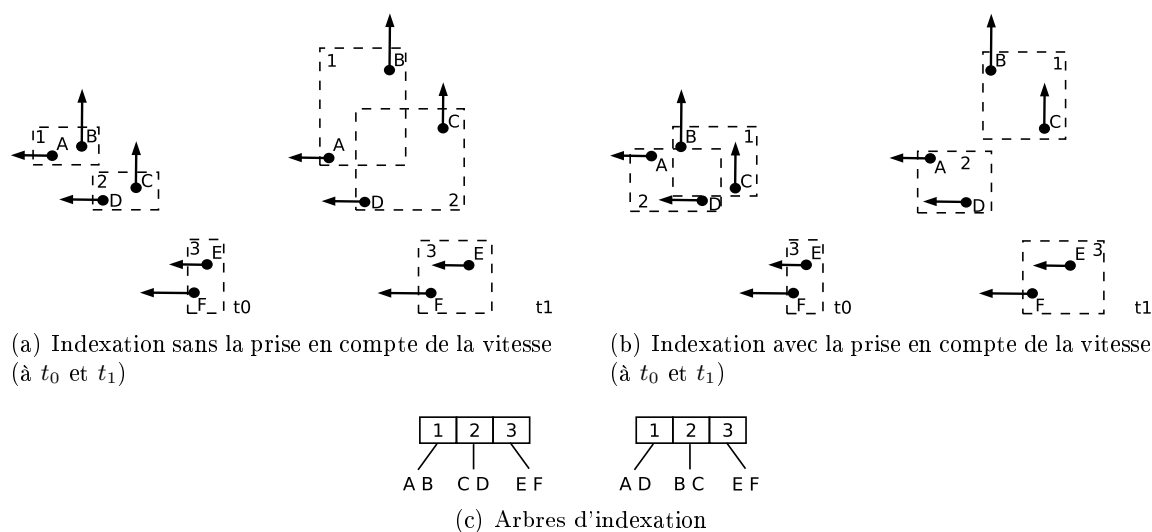 B
1
A
C
2
D
3
E
F
t0
1
B
C
A
D
2
3
E
F
t1
B
1
A
C
2
D
3
E
F
t0
B
1
C
2
A
D
E
3
F
t1
(a) Indexation sans la prise en compte de la vitesse
(à t0 et t1)
(b) Indexation avec la prise en compte de la vitesse
(à t0 et t1)
1 2 3
A B C D E F
1 2 3
A D B C E F
(c) Arbres d'indexation